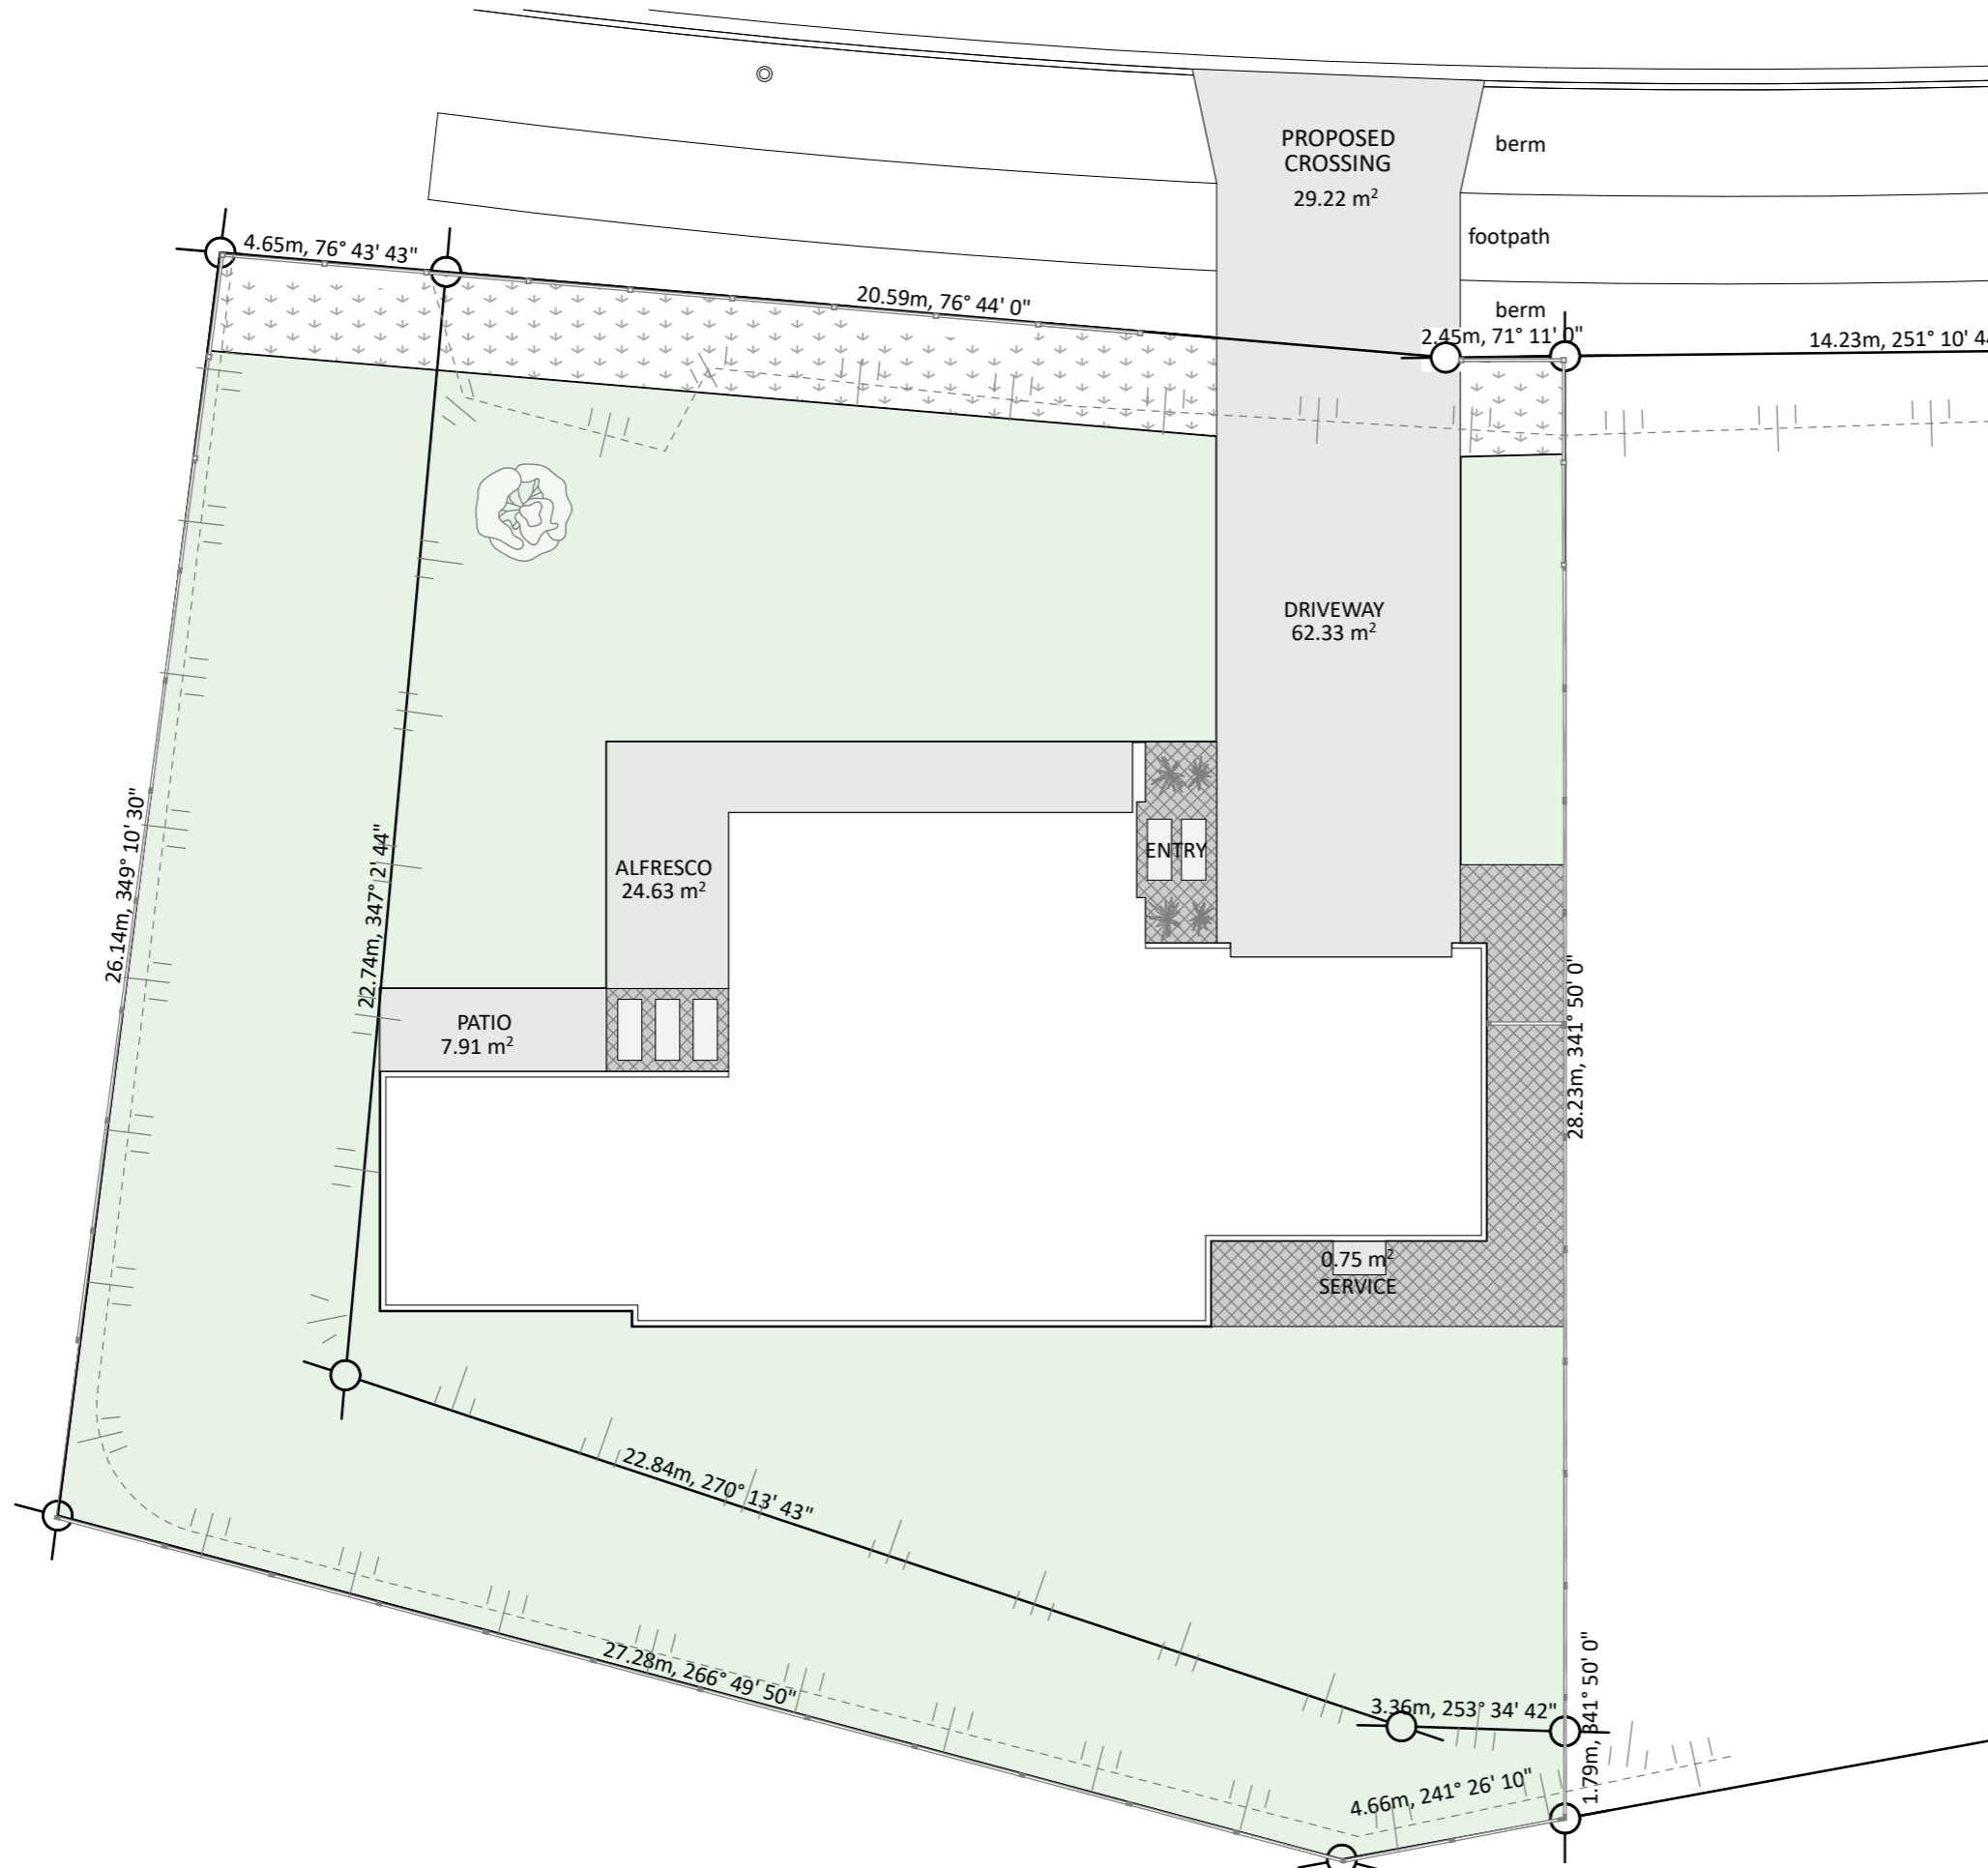 PROPOSED
CROSSING
29.22 m²
berm
footpath
berm
4.65m, 76° 43' 43"
20.59m, 76° 44' 0"
2.45m, 71° 11' 0"
14.23m, 251° 10' 44
DRIVEWAY
62.33 m²
ENTRY
ALFRESCO
24.63 m²
26.14m, 349° 10' 30"
22.74m, 347° 2' 44"
PATIO
7.91 m²
28.23m, 341° 50' 0"
0.75 m²
SERVICE
22.84m, 270° 13' 43"
27.28m, 266° 49' 50"
3.36m, 253° 34' 42"
1.79m, 341° 50' 0"
4.66m, 241° 26' 10"